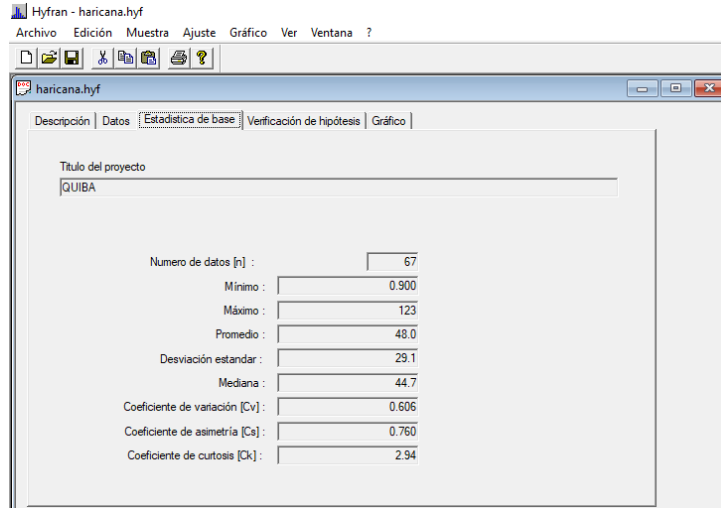 Hyfran - haricana.hyf
Archivo Edición Muestra Ajuste Gráfico Ver Ventana ?
haricana.hyf
Descripción Datos Estadistica de base Verificación de hipótesis Gráfico
Titulo del proyecto
QUIBA
Numero de datos [n] : 67
Mínimo : 0.900
Máximo : 123
Promedio : 48.0
Desviación estandar : 29.1
Mediana : 44.7
Coeficiente de variación [Cv] : 0.606
Coeficiente de asimetría [Cs] : 0.760
Coeficiente de curtosis [Ck] : 2.94